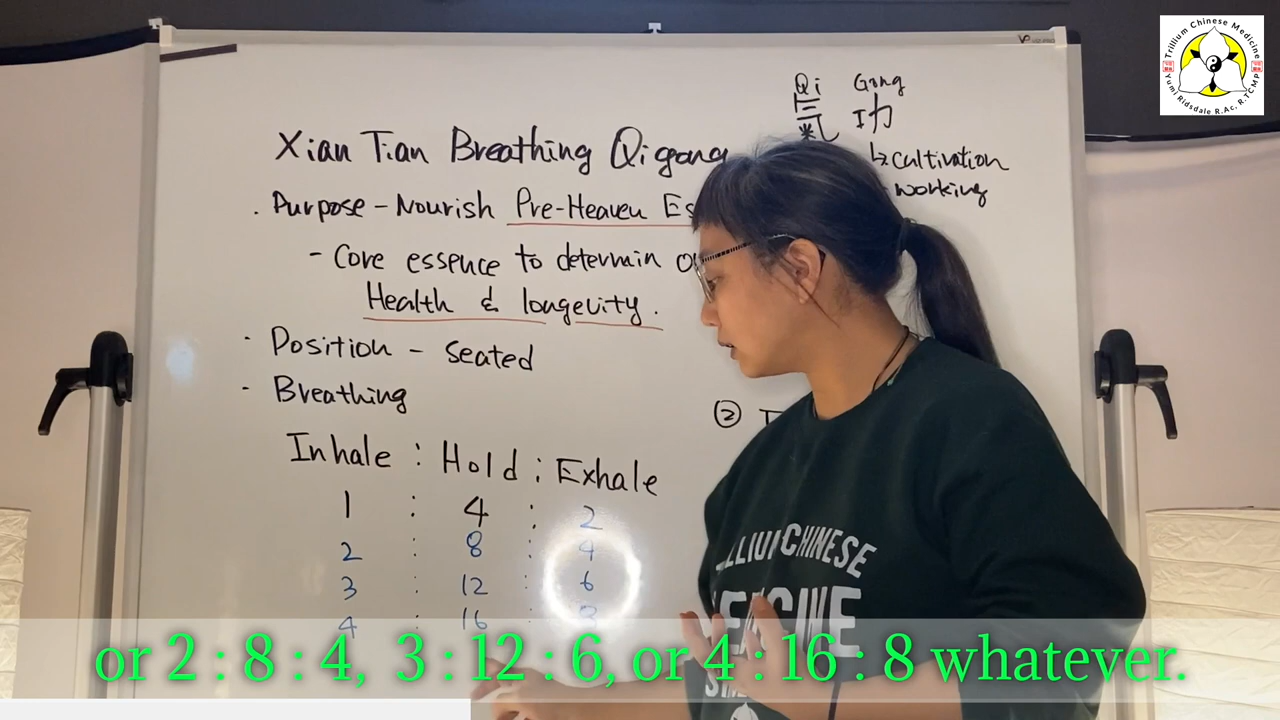 Trillium Chinese Medicine
Yumi Ridsdale R.Ac, R.TCMP
Qi Gong
氣 功
↳ cultivation
- working
Xian Tian Breathing Qigong
· Purpose - Nourish Pre-Heaven Es
- Core essence to determin o
Health & longevity.
· Position - Seated
· Breathing
②
Inhale : Hold : Exhale
1 : 4 : 2
2 : 8 : 4
3 : 12 : 6
4 : 16 : 8
CHINESE
or 2 : 8 : 4, 3 : 12 : 6, or 4 : 16 : 8 whatever.